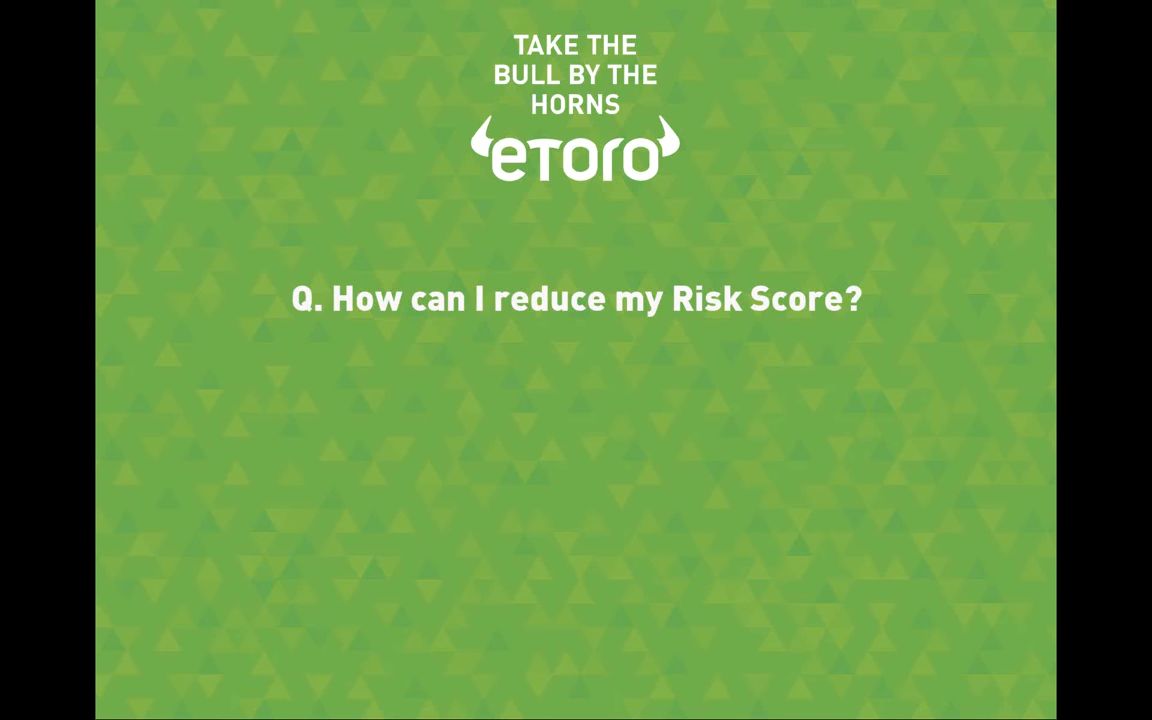 TAKE THE
BULL BY THE
HORNS
eToro
Q. How can I reduce my Risk Score?